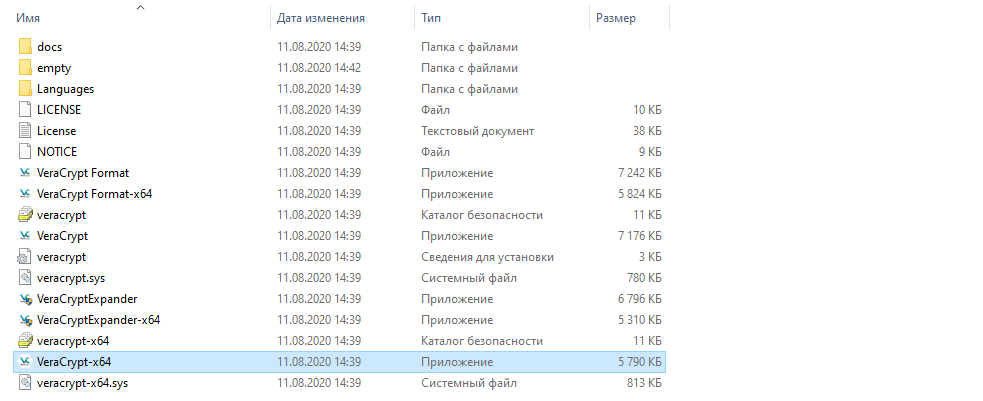 Имя Дата изменения Тип Размер
docs 11.08.2020 14:39 Папка с файлами
empty 11.08.2020 14:42 Папка с файлами
Languages 11.08.2020 14:39 Папка с файлами
LICENSE 11.08.2020 14:39 Файл 10 КБ
License 11.08.2020 14:39 Текстовый документ 38 КБ
NOTICE 11.08.2020 14:39 Файл 9 КБ
VeraCrypt Format 11.08.2020 14:39 Приложение 7 242 КБ
VeraCrypt Format-x64 11.08.2020 14:39 Приложение 5 824 КБ
veracrypt 11.08.2020 14:39 Каталог безопасности 11 КБ
VeraCrypt 11.08.2020 14:39 Приложение 7 176 КБ
veracrypt 11.08.2020 14:39 Сведения для установки 3 КБ
veracrypt.sys 11.08.2020 14:39 Системный файл 780 КБ
VeraCryptExpander 11.08.2020 14:39 Приложение 6 796 КБ
VeraCryptExpander-x64 11.08.2020 14:39 Приложение 5 310 КБ
veracrypt-x64 11.08.2020 14:39 Каталог безопасности 11 КБ
VeraCrypt-x64 11.08.2020 14:39 Приложение 5 790 КБ
veracrypt-x64.sys 11.08.2020 14:39 Системный файл 813 КБ